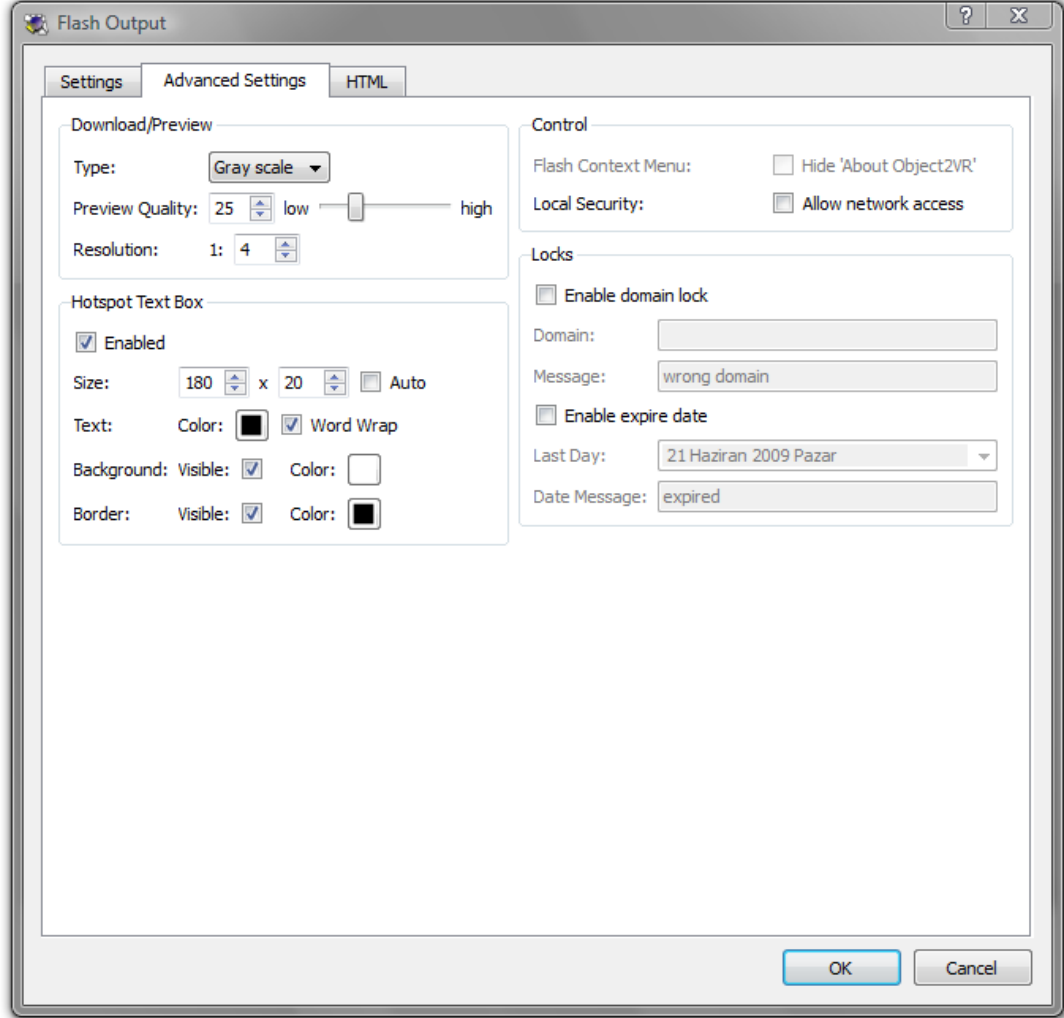 Flash Output
Settings Advanced Settings HTML
Download/Preview
Type: Gray scale
Preview Quality: 25 low high
Resolution: 1: 4
Hotspot Text Box
Enabled
Size: 180 x 20 Auto
Text: Color: Word Wrap
Background: Visible: Color:
Border: Visible: Color:
Control
Flash Context Menu: Hide 'About Object2VR'
Local Security: Allow network access
Locks
Enable domain lock
Domain:
Message: wrong domain
Enable expire date
Last Day: 21 Haziran 2009 Pazar
Date Message: expired
OK Cancel